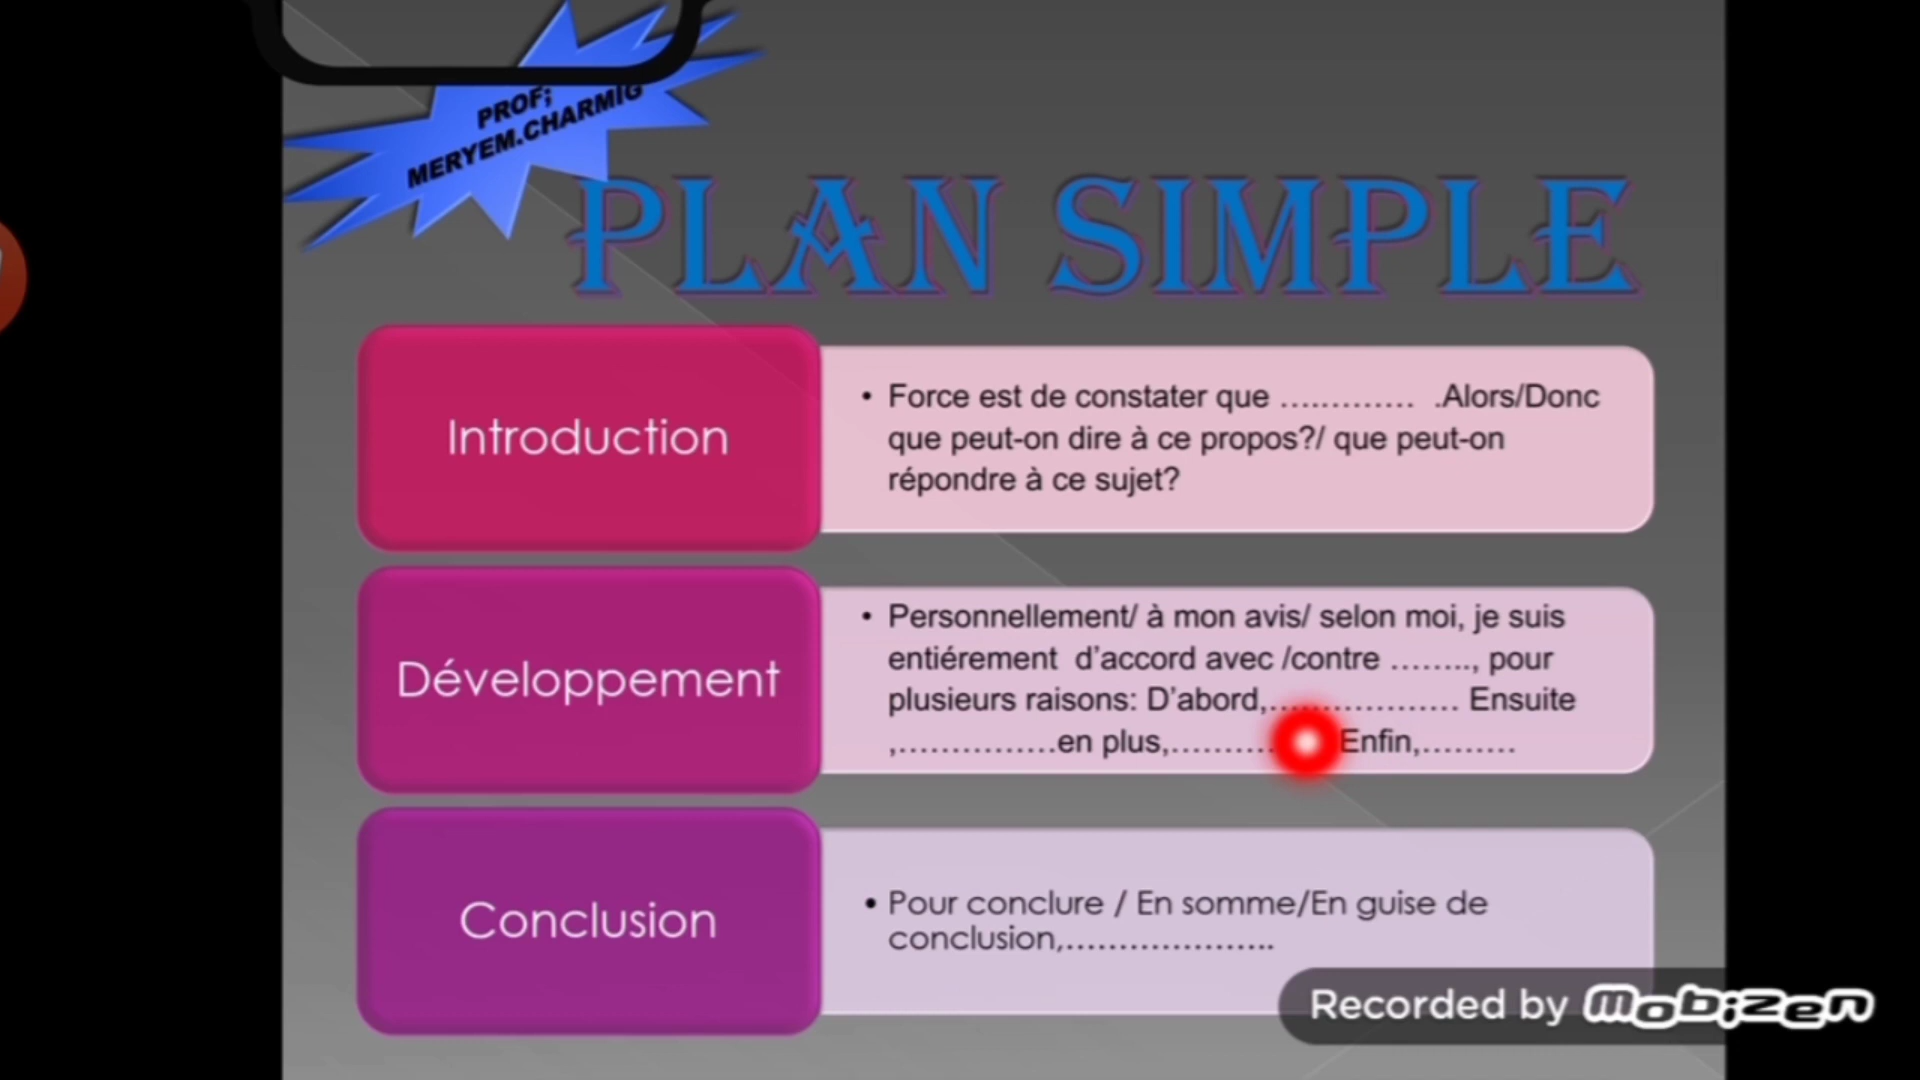 PROF;
MERYEM.CHARMIG
PLAN SIMPLE
Introduction
• Force est de constater que ............. .Alors/Donc
que peut-on dire à ce propos?/ que peut-on
répondre à ce sujet?
Développement
• Personnellement/ à mon avis/ selon moi, je suis
entiérement d’accord avec /contre ........, pour
plusieurs raisons: D’abord,.................. Ensuite
,...............en plus,.......... Enfin,.........
Conclusion
• Pour conclure / En somme/En guise de
conclusion,....................
Recorded by mobizen